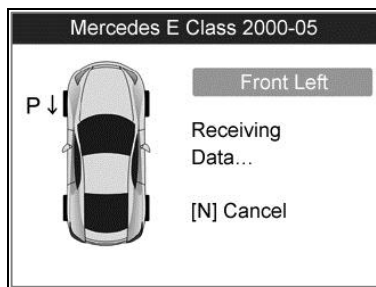 Mercedes E Class 2000-05
Front Left
P ↓
Receiving
Data...
[N] Cancel